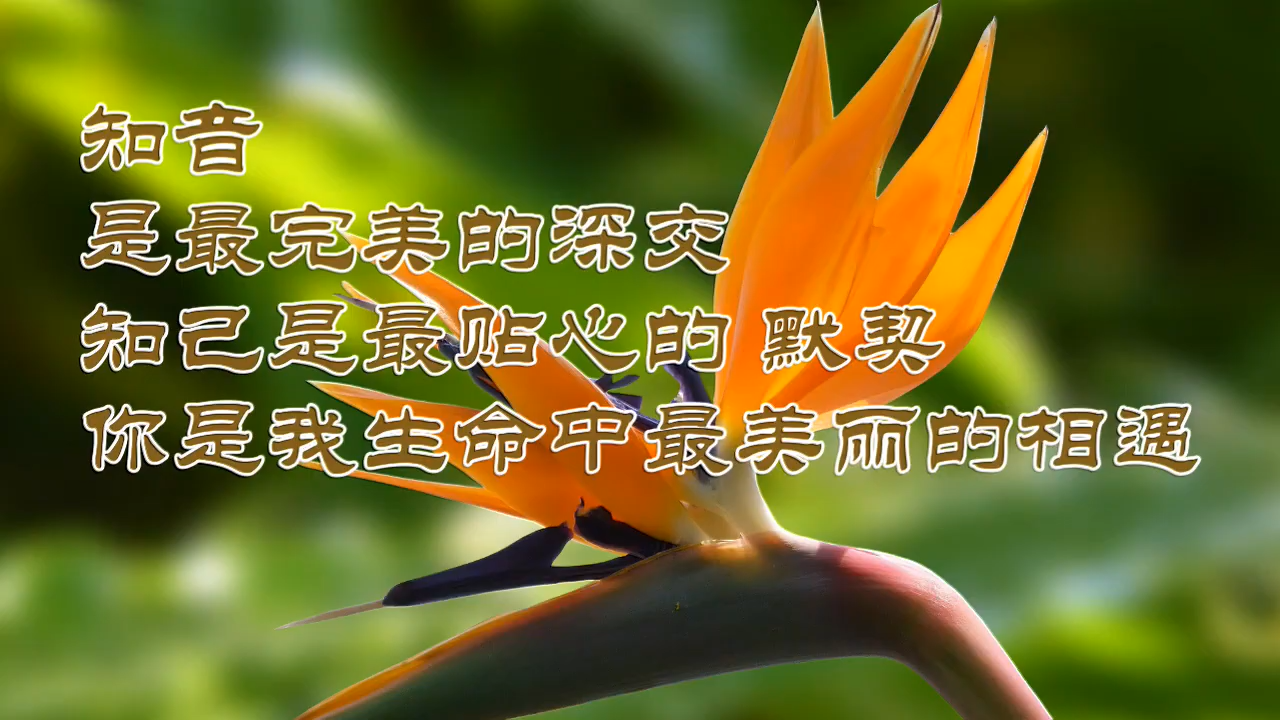 知音
是最完美的深交
知己是最贴心的 默契
你是我生命中最美丽的相遇